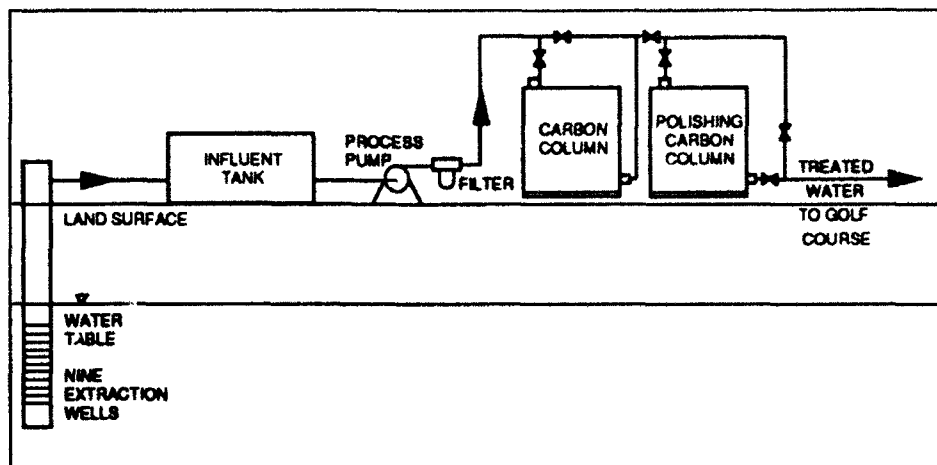 INFLUENT
TANK
PROCESS
PUMP
FILTER
CARBON
COLUMN
POLISHING
CARBON
COLUMN
TREATED
WATER
TO GOLF
COURSE
LAND SURFACE
WATER
TABLE
NINE
EXTRACTION
WELLS